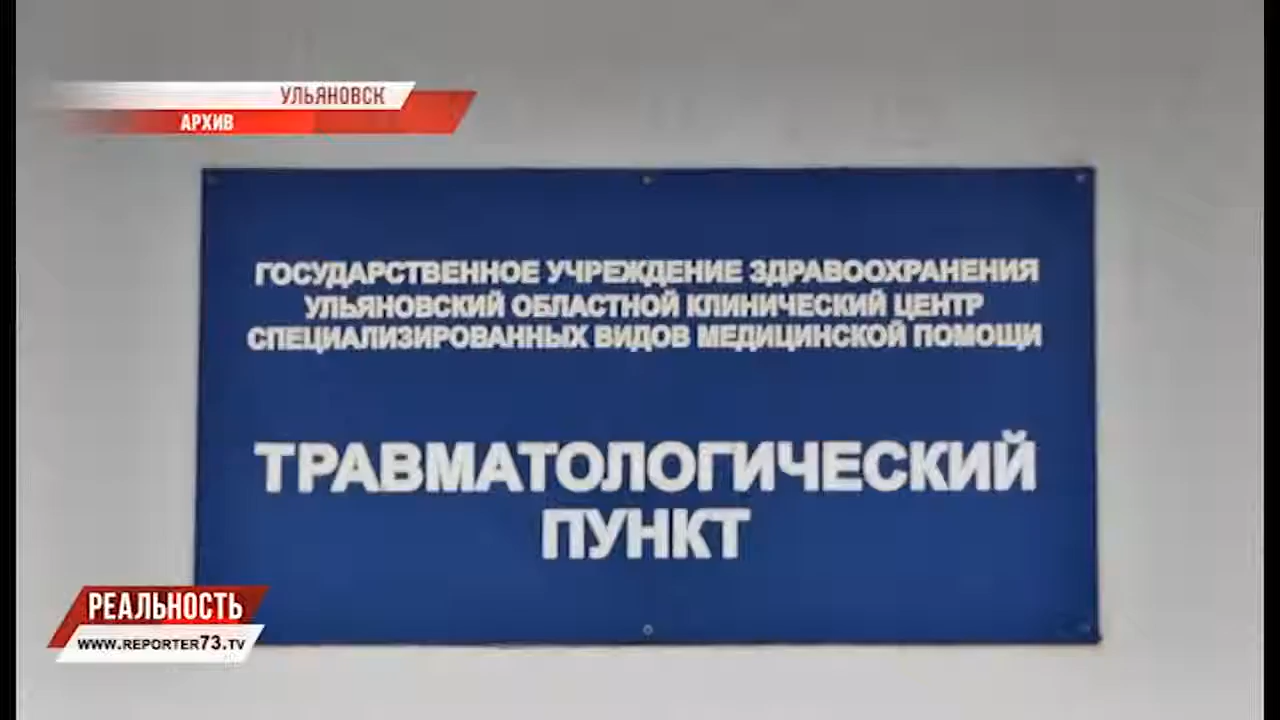 УЛЬЯНОВСК
АРХИВ
ГОСУДАРСТВЕННОЕ УЧРЕЖДЕНИЕ ЗДРАВООХРАНЕНИЯ
УЛЬЯНОВСКИЙ ОБЛАСТНОЙ КЛИНИЧЕСКИЙ ЦЕНТР
СПЕЦИАЛИЗИРОВАННЫХ ВИДОВ МЕДИЦИНСКОЙ ПОМОЩИ
ТРАВМАТОЛОГИЧЕСКИЙ
ПУНКТ
РЕАЛЬНОСТЬ
WWW.REPORTER73.TV